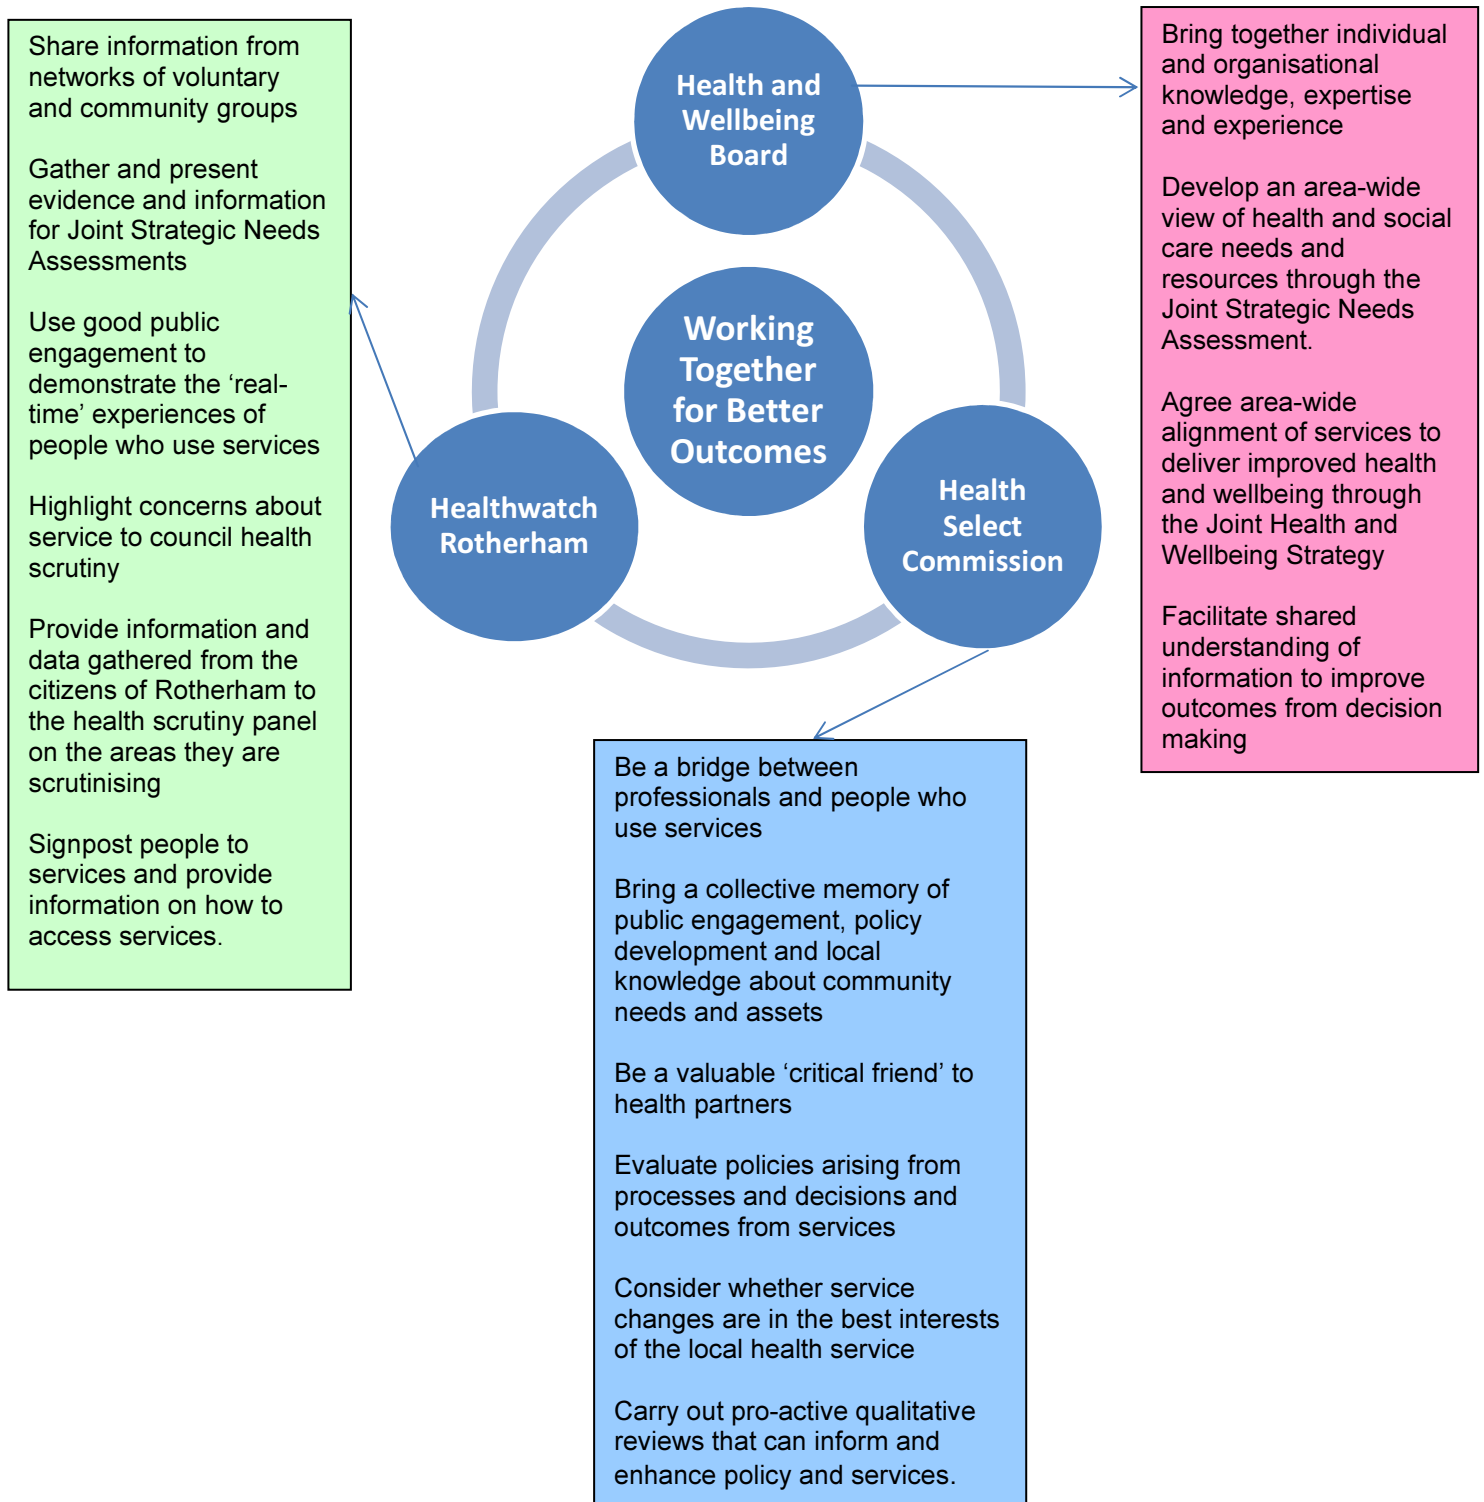 Share information from
networks of voluntary
and community groups
Gather and present
evidence and information
for Joint Strategic Needs
Assessments
Use good public
engagement to
demonstrate the ‘real-
time’ experiences of
people who use services
Highlight concerns about
service to council health
scrutiny
Provide information and
data gathered from the
citizens of Rotherham to
the health scrutiny panel
on the areas they are
scrutinising
Signpost people to
services and provide
information on how to
access services.
Health and
Wellbeing
Board
Working
Together
for Better
Outcomes
Healthwatch
Rotherham
Health
Select
Commission
Bring together individual
and organisational
knowledge, expertise
and experience
Develop an area-wide
view of health and social
care needs and
resources through the
Joint Strategic Needs
Assessment.
Agree area-wide
alignment of services to
deliver improved health
and wellbeing through
the Joint Health and
Wellbeing Strategy
Facilitate shared
understanding of
information to improve
outcomes from decision
making
Be a bridge between
professionals and people who
use services
Bring a collective memory of
public engagement, policy
development and local
knowledge about community
needs and assets
Be a valuable ‘critical friend’ to
health partners
Evaluate policies arising from
processes and decisions and
outcomes from services
Consider whether service
changes are in the best interests
of the local health service
Carry out pro-active qualitative
reviews that can inform and
enhance policy and services.